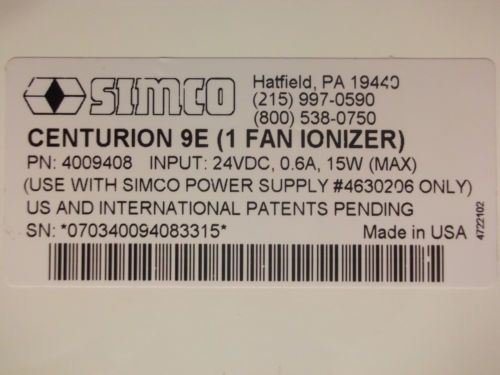 SIMCO
Hatfield, PA 19440
(215) 997-0590
(800) 538-0750
CENTURION 9E (1 FAN IONIZER)
PN: 4009408 INPUT: 24VDC, 0.6A, 15W (MAX)
(USE WITH SIMCO POWER SUPPLY #4630206 ONLY)
US AND INTERNATIONAL PATENTS PENDING
SN: *070340094083315* Made in USA
4722102